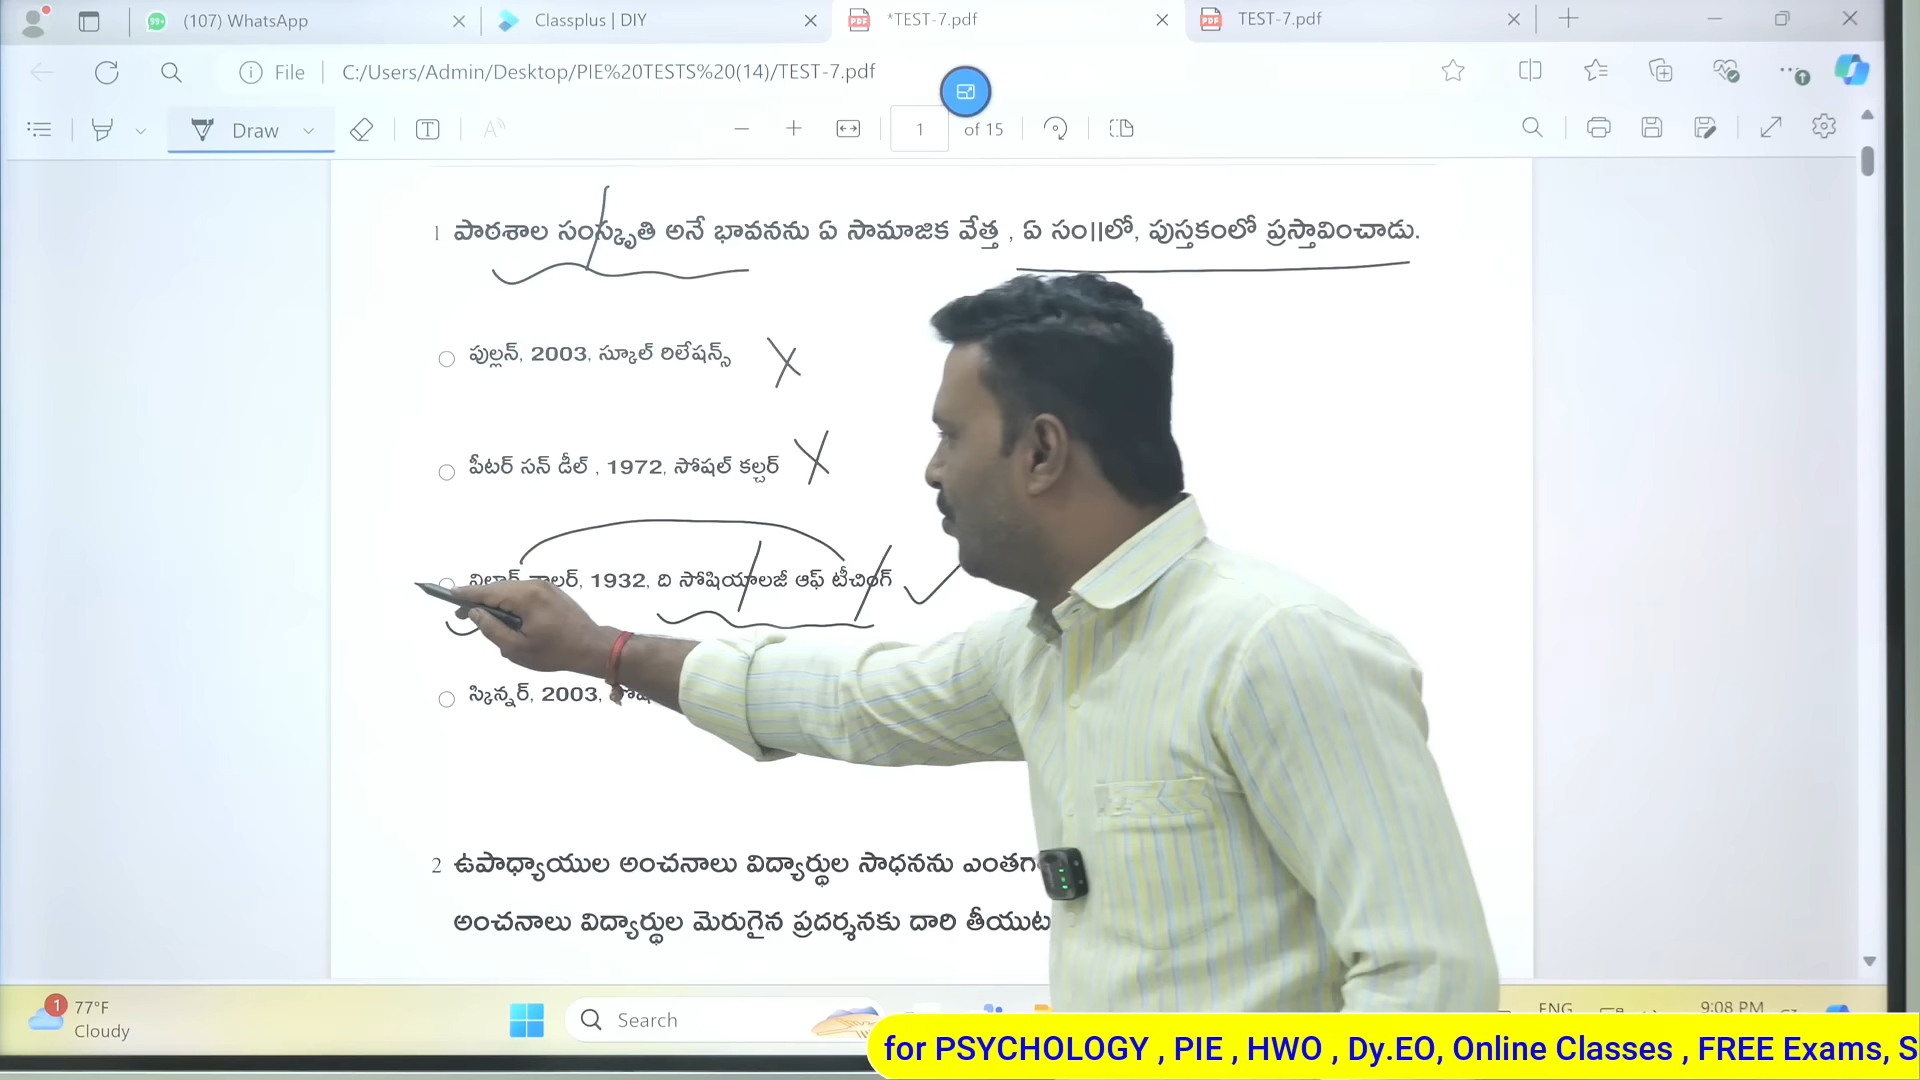 (107) WhatsApp
Classplus | DIY
*TEST-7.pdf
TEST-7.pdf
File
C:/Users/Admin/Desktop/PIE%20TESTS%20(14)/TEST-7.pdf
Draw
1 of 15
1 పాఠశాల సంస్కృతి అనే భావనను ఏ సామాజిక వేత్త , ఏ సం||లో, పుస్తకంలో ప్రస్తావించాడు.
పుల్లన్, 2003, స్కూల్ రిలేషన్స్
పీటర్ సన్ డీల్ , 1972, సోషల్ కల్చర్
1932, ది సోషియాలజీ ఆఫ్ టీచింగ్
స్కిన్నర్, 2003,
2 ఉపాధ్యాయుల అంచనాలు విద్యార్థుల సాధనను
అంచనాలు విద్యార్థుల మెరుగైన ప్రదర్శనకు దారి
1
77°F
Cloudy
Search
ENG
9:08 PM
for PSYCHOLOGY , PIE , HWO , Dy.EO, Online Classes , FREE Exams, S